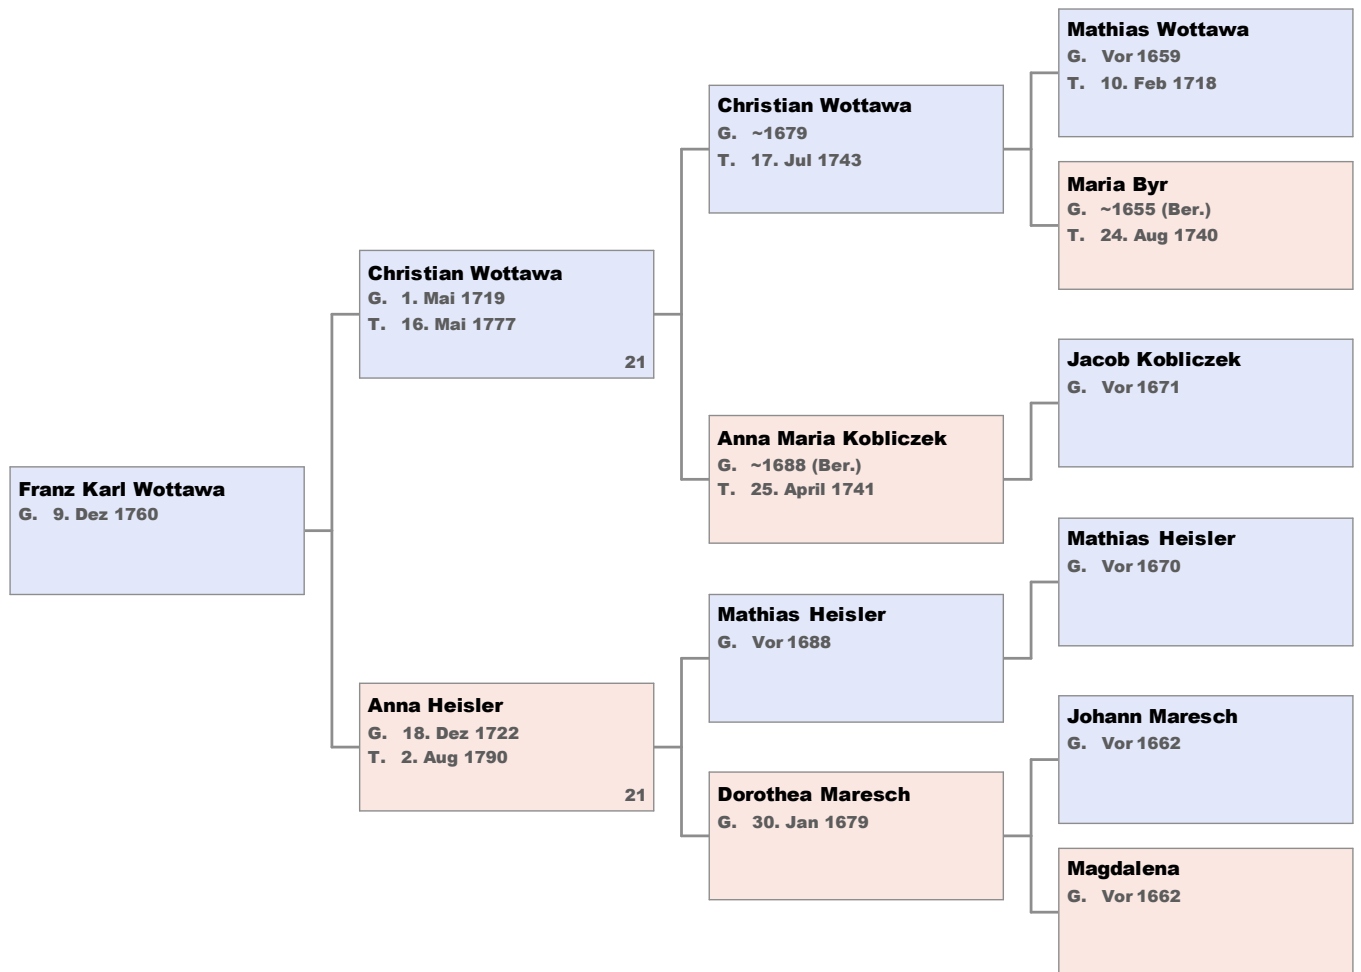 Mathias Wottawa
G. Vor 1659
T. 10. Feb 1718
Christian Wottawa
G. ~1679
T. 17. Jul 1743
Maria Byr
G. ~1655 (Ber.)
T. 24. Aug 1740
Christian Wottawa
G. 1. Mai 1719
T. 16. Mai 1777
21
Jacob Kobliczek
G. Vor 1671
Anna Maria Kobliczek
G. ~1688 (Ber.)
T. 25. April 1741
Franz Karl Wottawa
G. 9. Dez 1760
Mathias Heisler
G. Vor 1670
Mathias Heisler
G. Vor 1688
Anna Heisler
G. 18. Dez 1722
T. 2. Aug 1790
21
Johann Maresch
G. Vor 1662
Dorothea Maresch
G. 30. Jan 1679
Magdalena
G. Vor 1662